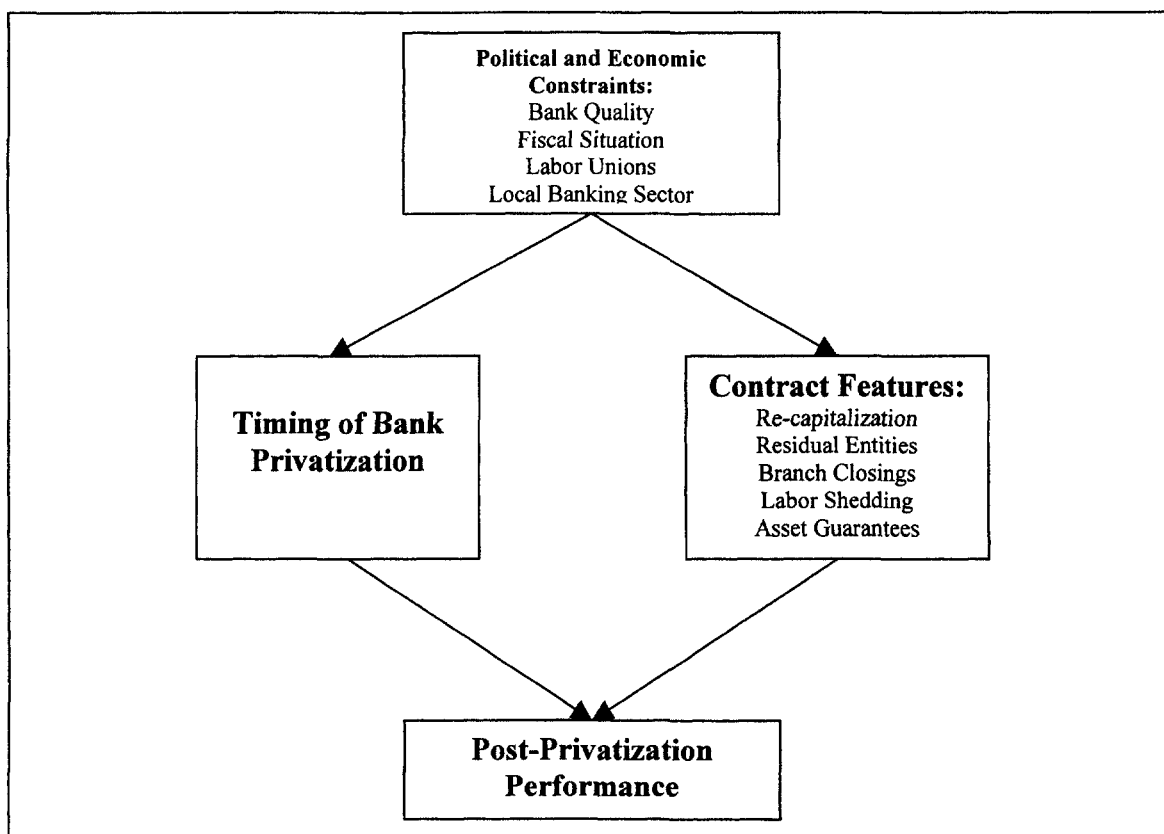 Political and Economic
Constraints:
Bank Quality
Fiscal Situation
Labor Unions
Local Banking Sector
Timing of Bank
Privatization
Contract Features:
Re-capitalization
Residual Entities
Branch Closings
Labor Shedding
Asset Guarantees
Post-Privatization
Performance